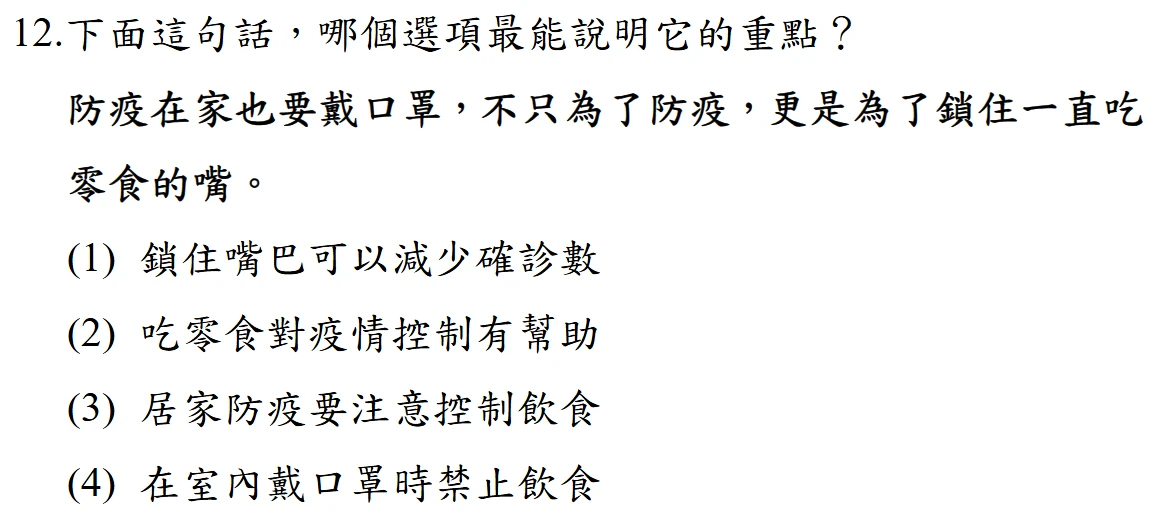 12.下面這句話，哪個選項最能說明它的重點？
防疫在家也要戴口罩，不只為了防疫，更是為了鎖住一直吃
零食的嘴。
(1) 鎖住嘴巴可以減少確診數
(2) 吃零食對疫情控制有幫助
(3) 居家防疫要注意控制飲食
(4) 在室內戴口罩時禁止飲食